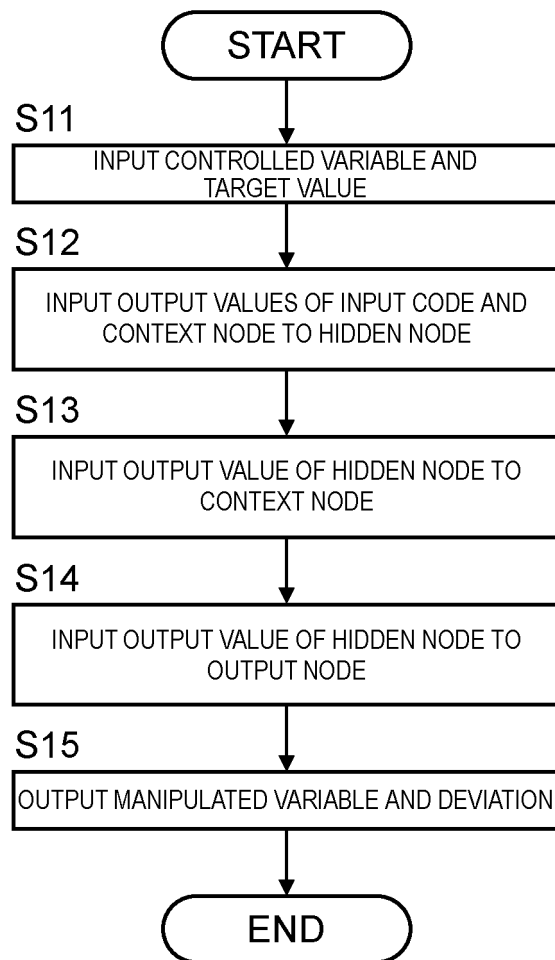 START
S11
INPUT CONTROLLED VARIABLE AND
TARGET VALUE
S12
INPUT OUTPUT VALUES OF INPUT CODE AND
CONTEXT NODE TO HIDDEN NODE
S13
INPUT OUTPUT VALUE OF HIDDEN NODE TO
CONTEXT NODE
S14
INPUT OUTPUT VALUE OF HIDDEN NODE TO
OUTPUT NODE
S15
OUTPUT MANIPULATED VARIABLE AND DEVIATION
END